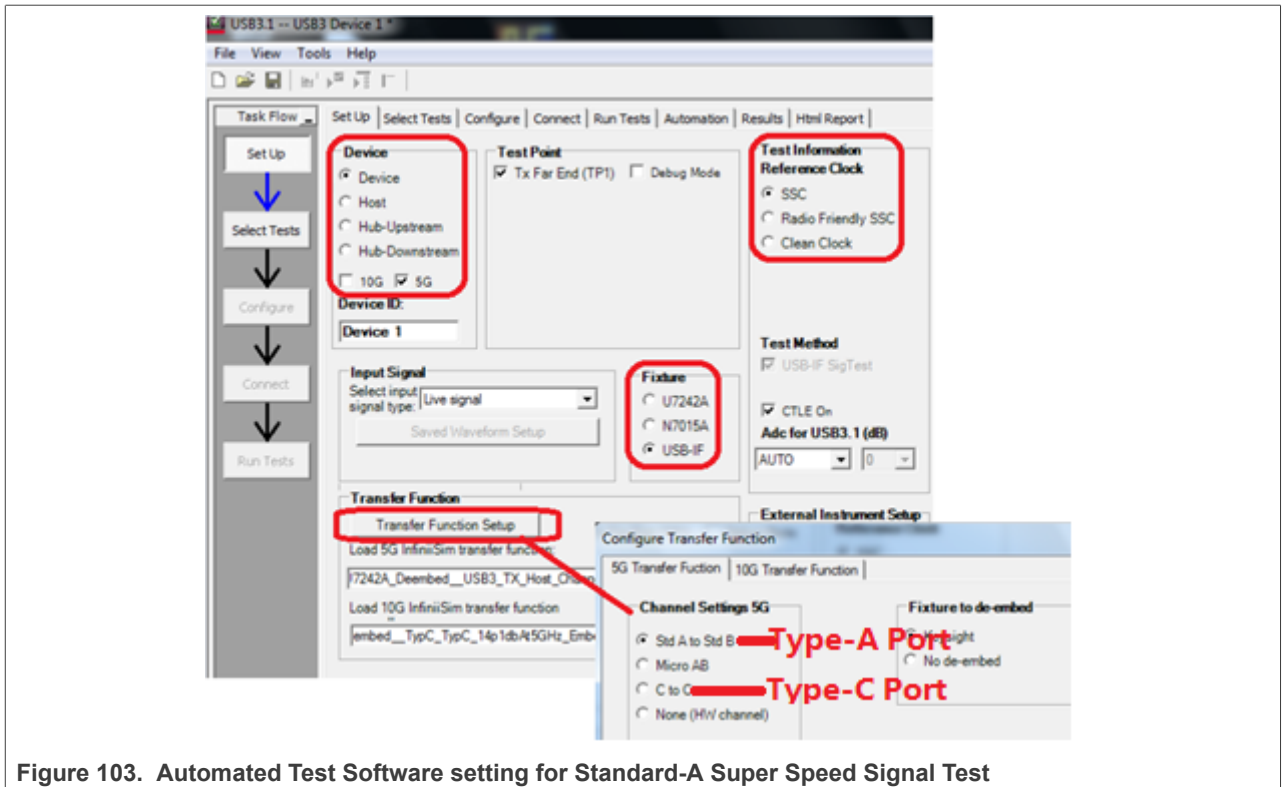 USB3.1 -- USB3 Device 1 *
File View Tools Help
Task Flow
Set Up
Select Tests
Configure
Connect
Run Tests
Set Up Select Tests Configure Connect Run Tests Automation Results Html Report
Device
Device
Host
Hub-Upstream
Hub-Downstream
10G 5G
Device ID:
Device 1
Test Point
Tx Far End (TP1) Debug Mode
Test Information
Reference Clock
SSC
Radio Friendly SSC
Clean Clock
Test Method
USB-IF SigTest
CTLE On
Adc for USB3.1 (dB)
AUTO 0
Input Signal
Select input
signal type: Live signal
Saved Waveform Setup
Fixture
U7242A
N7015A
USB-IF
Transfer Function
Transfer Function Setup
Load 5G InfiniiSim transfer function:
Load 10G InfiniiSim transfer function
External Instrument Setup
Configure Transfer Function
5G Transfer Fuction 10G Transfer Function
Channel Settings 5G
Std A to Std B Type-A Port
Micro AB
C to C Type-C Port
None (HW channel)
Fixture to de-embed
No de-embed
Figure 103. Automated Test Software setting for Standard-A Super Speed Signal Test